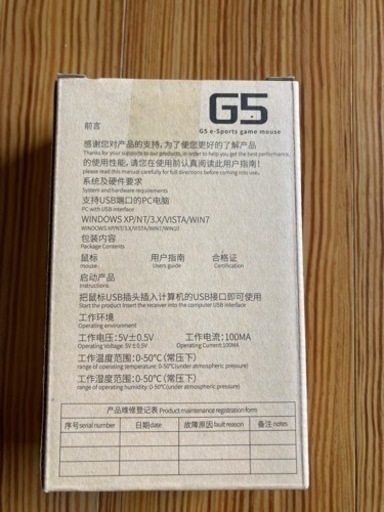 G5
G5 e-Sports game mouse
前言
感谢您对产品的支持，为了便您更好的了解产品
Thanks for your supports to our products, in order to help you get the best performance,
的使用性能，请您在使用前认真阅读此用户指南！
please read this manual carefully for full directions before coming into use.
系统及硬件要求
System and hardware requirements
支持USB端口的PC电脑
PC with USB interface
WINDOWS XP/NT/3.X/VISTA/WIN7
WINDOWS XP/NT/3.X/VISTA/WIN7/WIN10
包装内容
Package Contents
鼠标 用户指南 合格证
mouse Users guide Certification
启动产品
Instructions
把鼠标USB插头插入计算机的USB接口即可使用
Start the product Insert the receiver into the computer USB interface
工作环境
Operating environment
工作电压：5V±0.5V 工作电流：100MA
Operating Voltage: 5V±0.5V Operating Current:100MA
工作温度范围：0-50℃（常压下）
range of operating temperature: 0-50℃(under atmospheric pressure)
工作湿度范围：0-50℃（常压下）
range of operating humidity: 0-50℃(under atmospheric pressure)
产品维修登记表 Product maintenance registration form
序号serial number 日期date 故障原因 fault reason 备注 notes